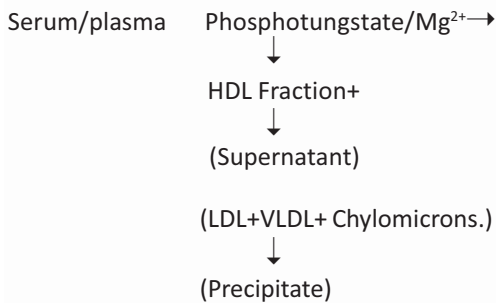 Serum/plasma Phosphotungstate/Mg²⁺→
↓
HDL Fraction+
↓
(Supernatant)
(LDL+VLDL+ Chylomicrons.)
↓
(Precipitate)